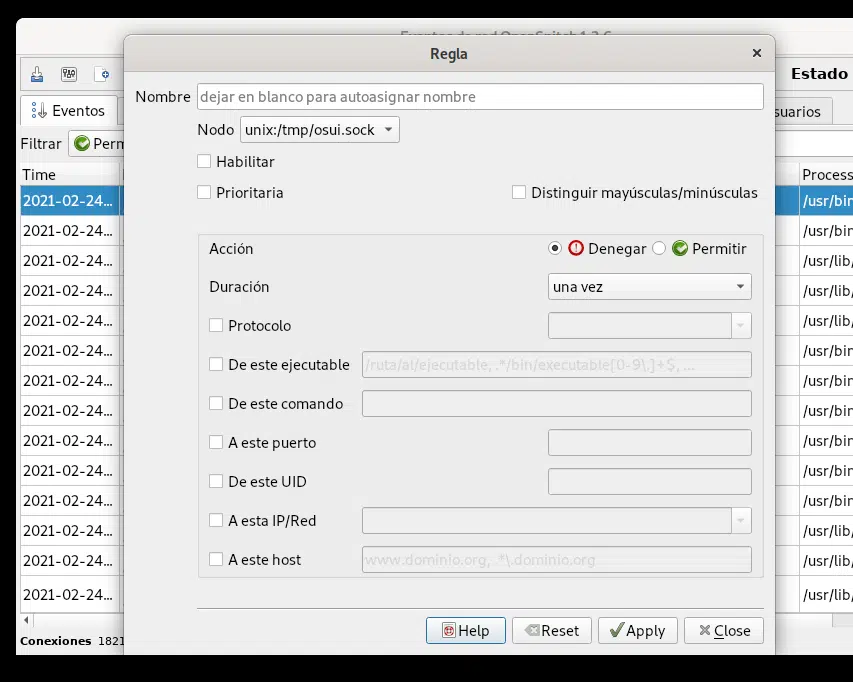 Regla
Estado
Eventos
suarios
Nombre dejar en blanco para autoasignar nombre
Nodo unix:/tmp/osui.sock
Filtrar Perm
Habilitar
Time Process
Prioritaria Distinguir mayúsculas/minúsculas
2021-02-24... /usr/bin
2021-02-24... /usr/bin
Acción Denegar Permitir
2021-02-24... /usr/lib/
Duración una vez
2021-02-24... /usr/lib/
Protocolo
2021-02-24... /usr/lib/
2021-02-24... /usr/bin
De este ejecutable /ruta/al/ejecutable, .*/bin/executable[0-9\.]+$, ...
2021-02-24... /usr/bin
De este comando
2021-02-24... /usr/bin
2021-02-24... /usr/bin
A este puerto
2021-02-24... /usr/bin
De este UID
2021-02-24... /usr/bin
A esta IP/Red
2021-02-24... /usr/lib/
2021-02-24... /usr/lib/
A este host www.dominio.org, .*\.dominio.org
2021-02-24... /usr/lib/
Help Reset Apply Close
Conexiones 1821